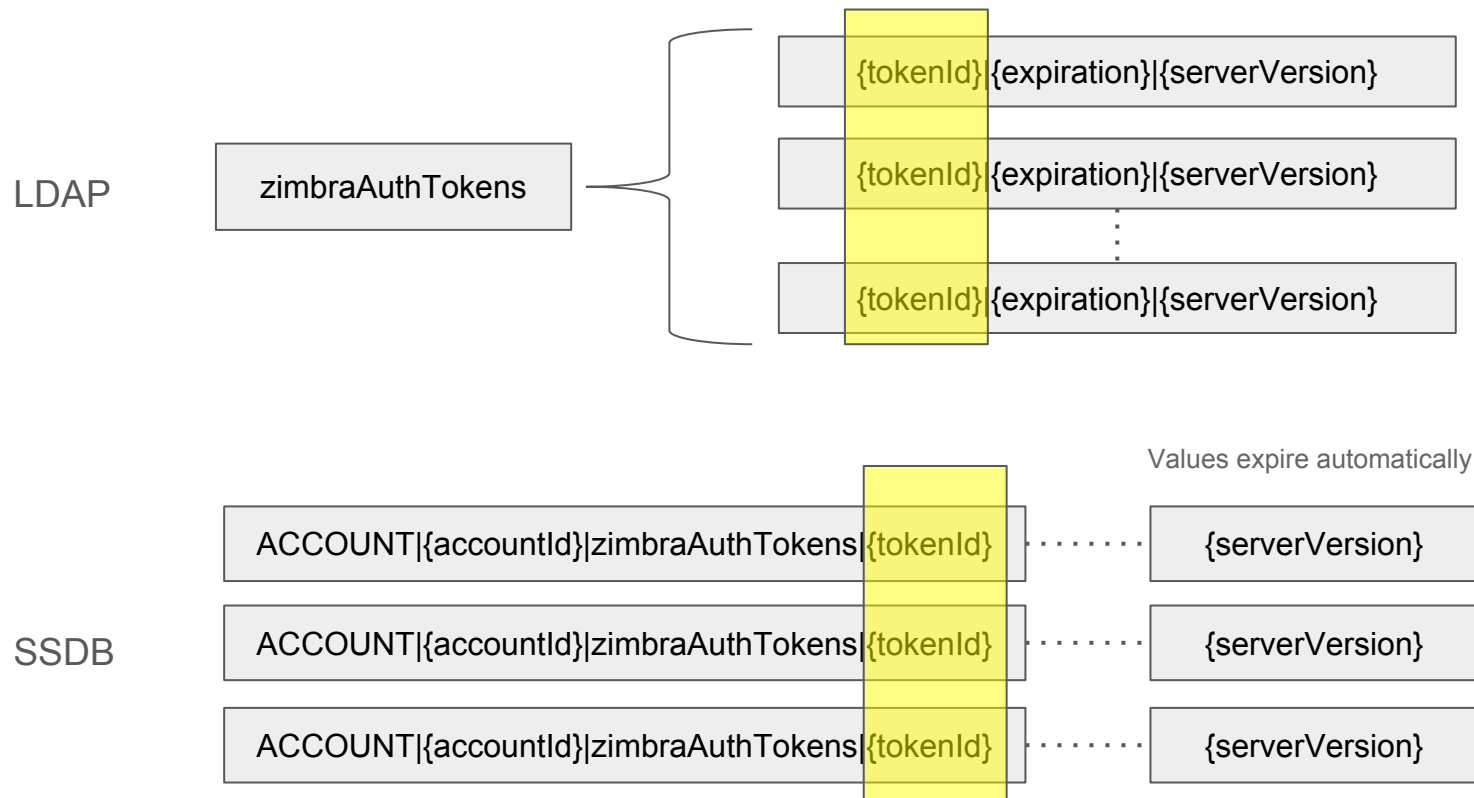 {tokenId}|{expiration}|{serverVersion}
LDAP
zimbraAuthTokens
{tokenId}|{expiration}|{serverVersion}
{tokenId}|{expiration}|{serverVersion}
Values expire automatically
ACCOUNT|{accountId}|zimbraAuthTokens|{tokenId}
{serverVersion}
SSDB
ACCOUNT|{accountId}|zimbraAuthTokens|{tokenId}
{serverVersion}
ACCOUNT|{accountId}|zimbraAuthTokens|{tokenId}
{serverVersion}